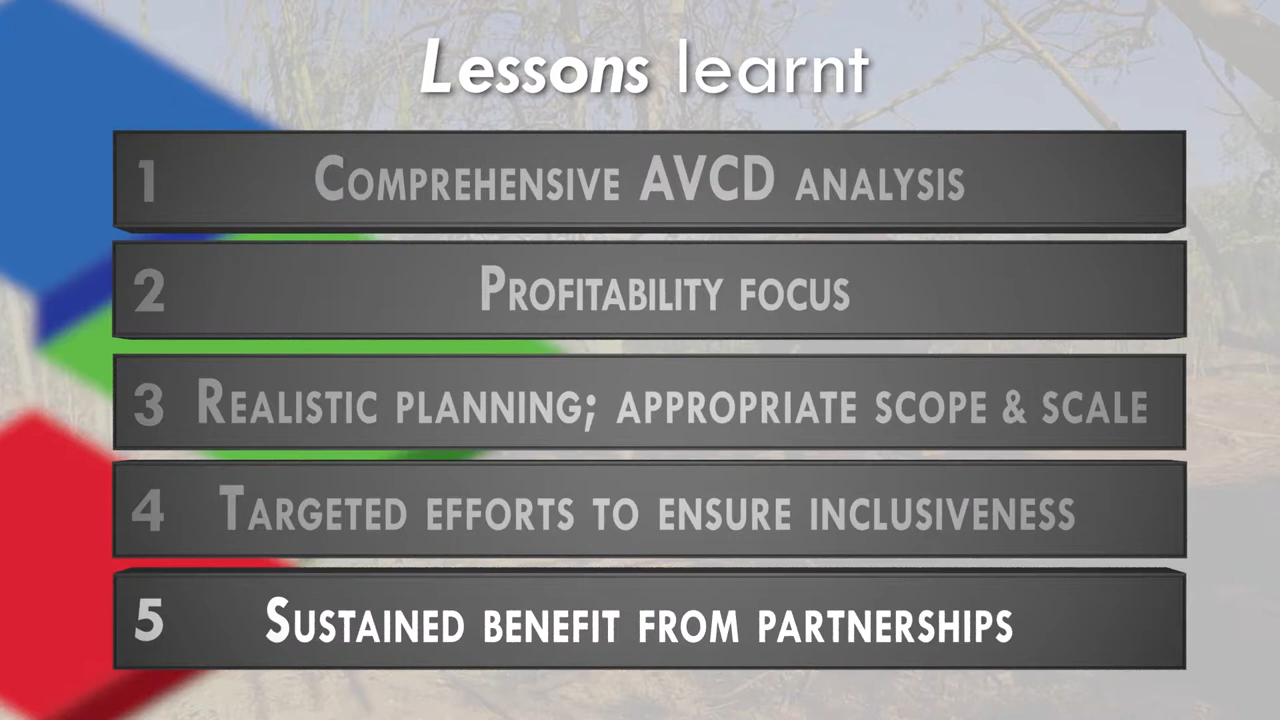 Lessons learnt
1 Comprehensive AVCD analysis
2 Profitability focus
3 Realistic planning; appropriate scope & scale
4 Targeted efforts to ensure inclusiveness
5 Sustained benefit from partnerships